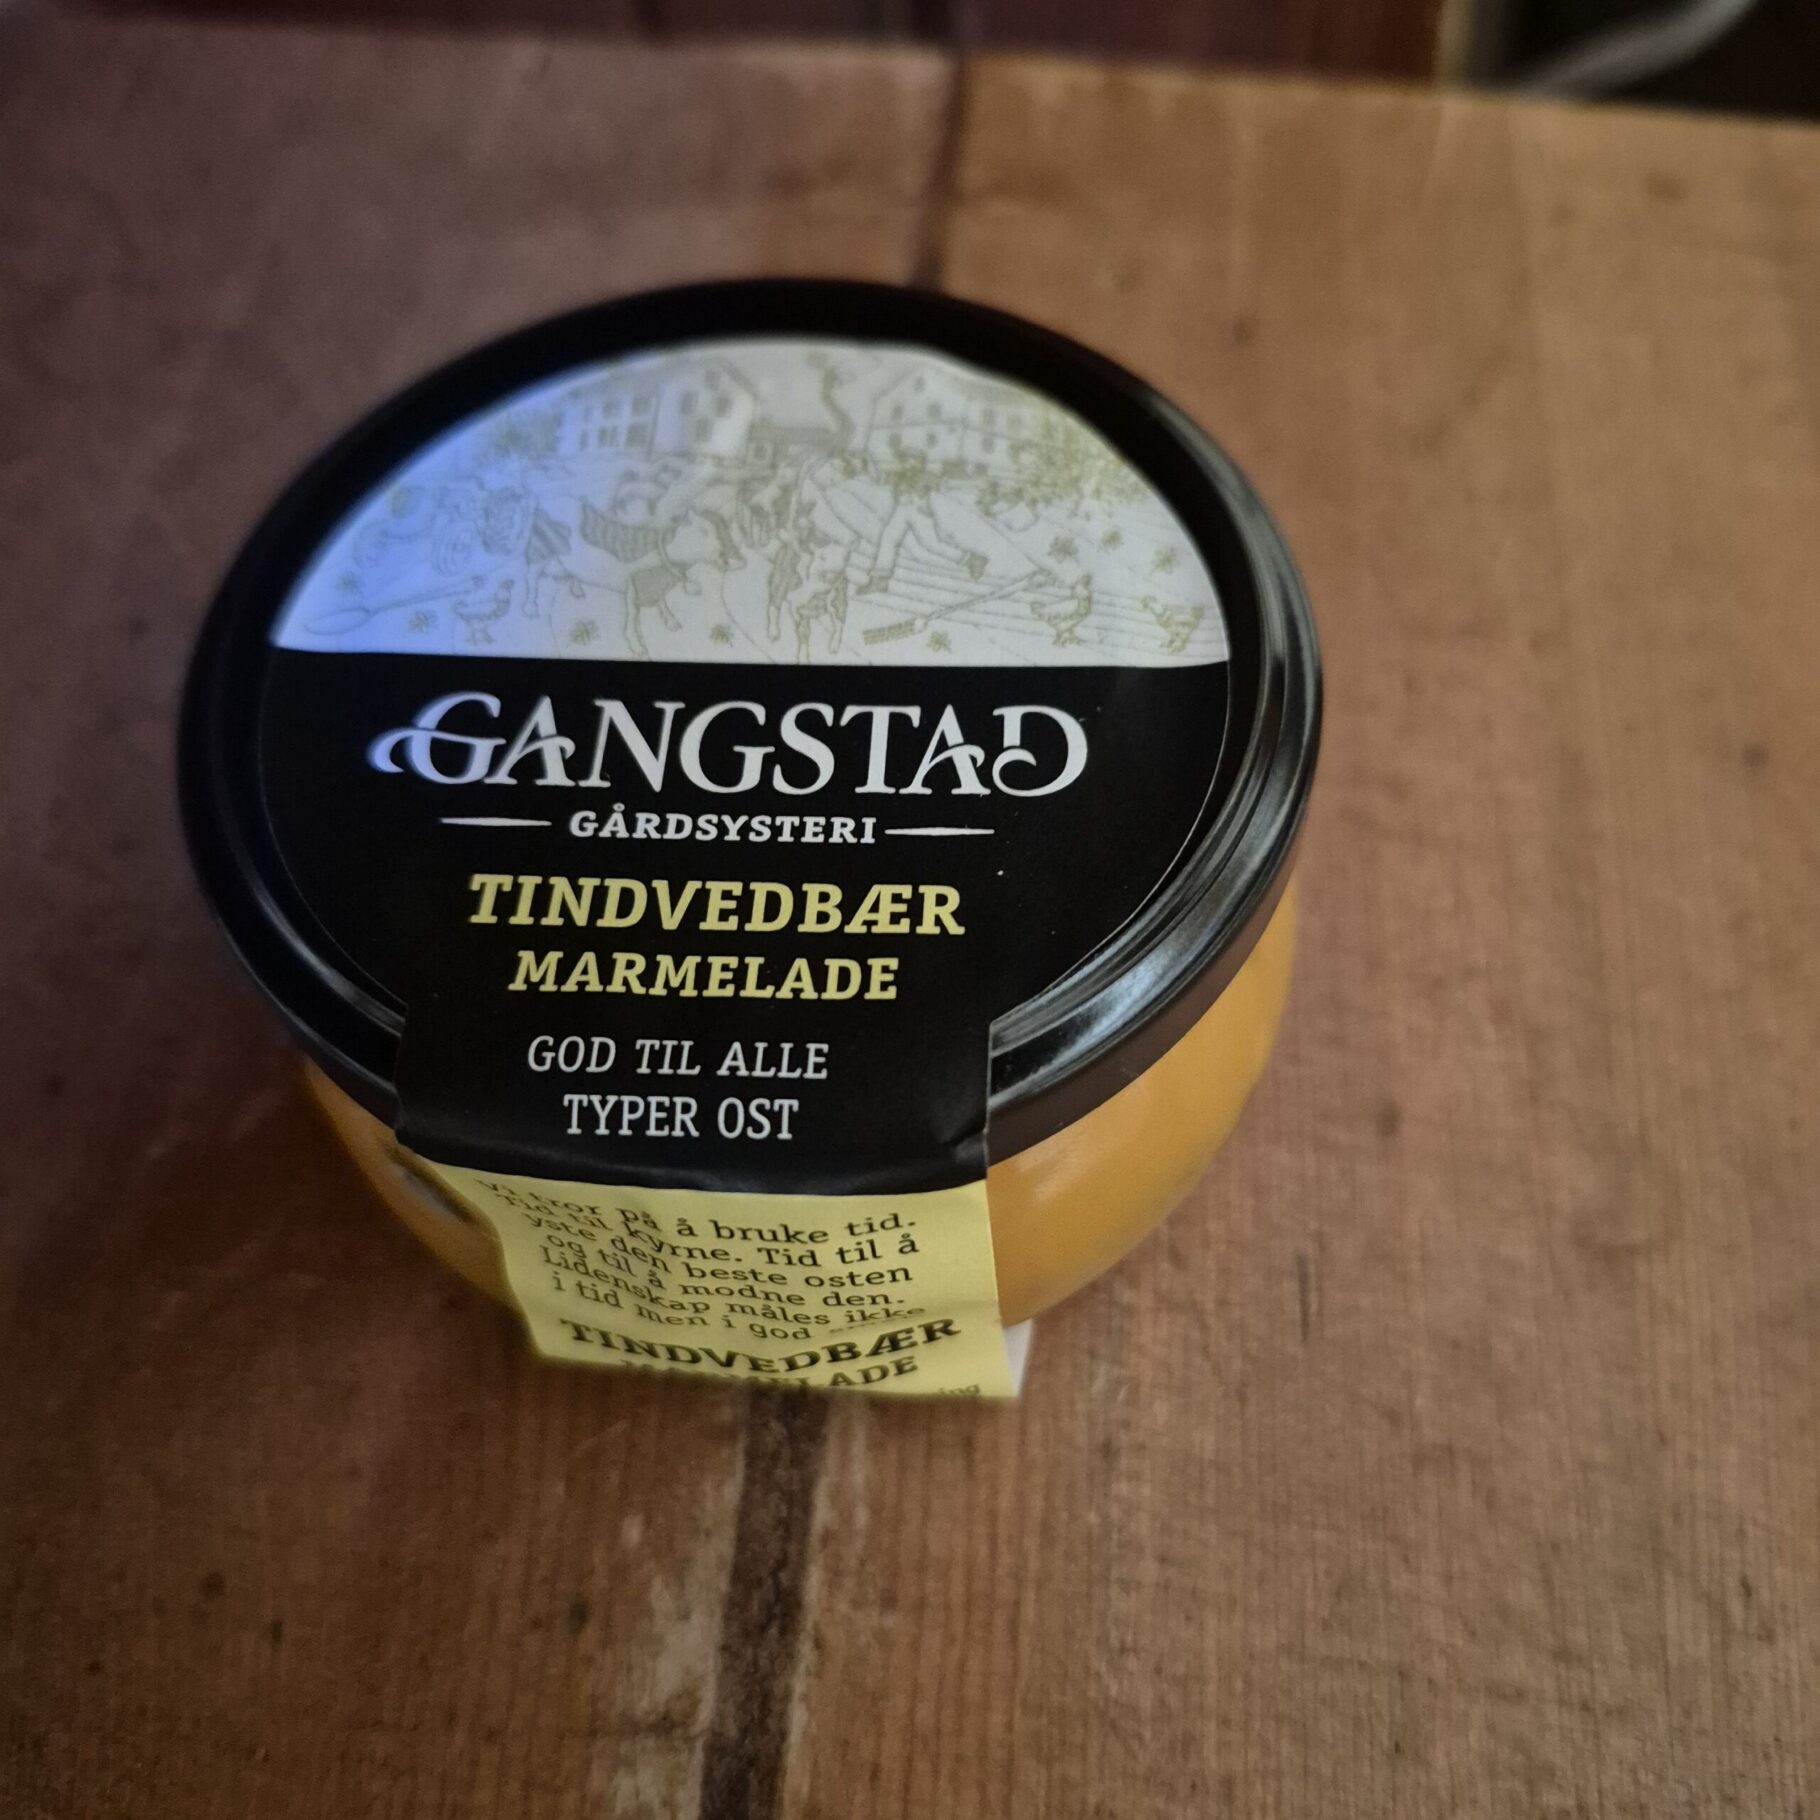 GANGSTAD
GÅRDSYSTERI
TINDVEDBÆR
MARMELADE
GOD TIL ALLE
TYPER OST
Vi tror på å bruke tid.
Tid til kyrne. Tid til å
yste den beste osten
og til å modne den.
Lidenskap måles ikke
i tid men i god
TINDVEDBÆR
MARMELADE